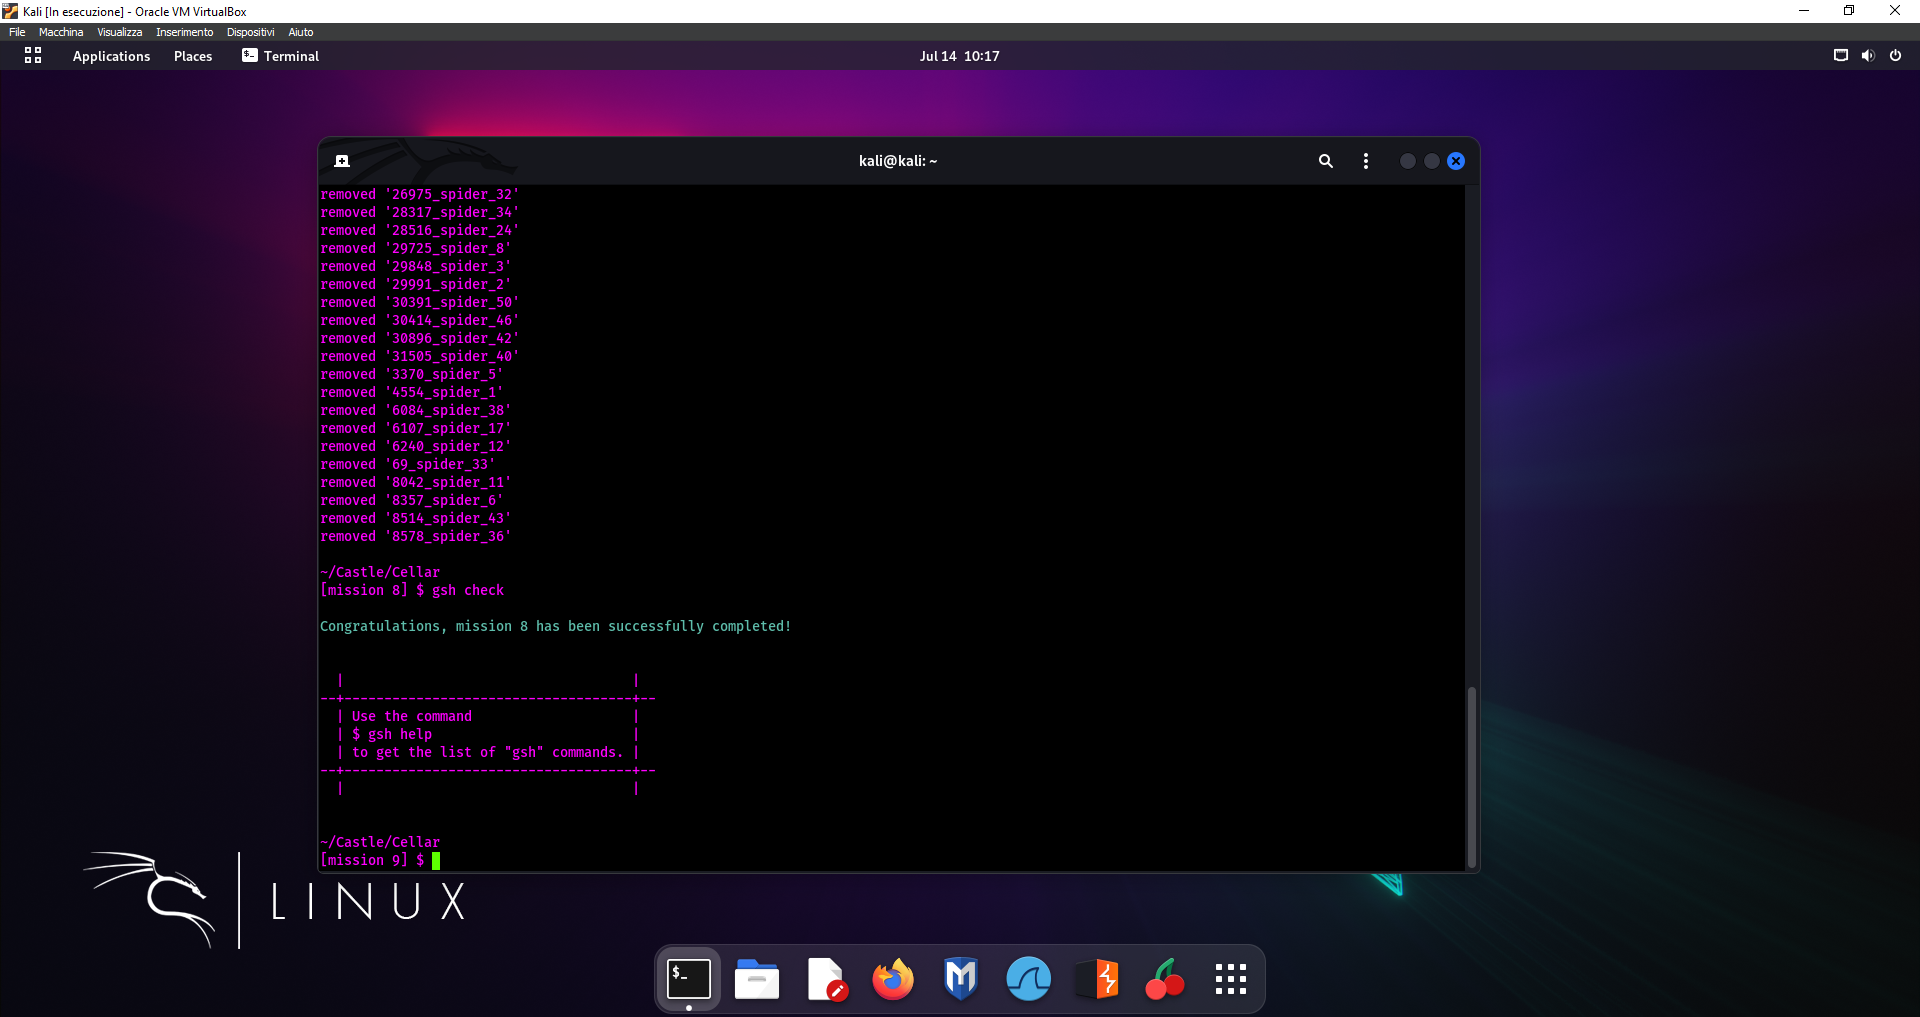 Kali [In esecuzione] - Oracle VM VirtualBox
File Macchina Visualizza Inserimento Dispositivi Aiuto
Applications Places Terminal Jul 14 10:17
kali@kali: ~
removed '26975_spider_32'
removed '28317_spider_34'
removed '28516_spider_24'
removed '29725_spider_8'
removed '29848_spider_3'
removed '29991_spider_2'
removed '30391_spider_50'
removed '30414_spider_46'
removed '30896_spider_42'
removed '31505_spider_40'
removed '3370_spider_5'
removed '4554_spider_1'
removed '6084_spider_38'
removed '6107_spider_17'
removed '6240_spider_12'
removed '69_spider_33'
removed '8042_spider_11'
removed '8357_spider_6'
removed '8514_spider_43'
removed '8578_spider_36'
~/Castle/Cellar
[mission 8] $ gsh check
Congratulations, mission 8 has been successfully completed!
| |
--+------------------------------------+--
| Use the command |
| $ gsh help |
| to get the list of "gsh" commands. |
--+------------------------------------+--
| |
~/Castle/Cellar
[mission 9] $
LINUX
$_